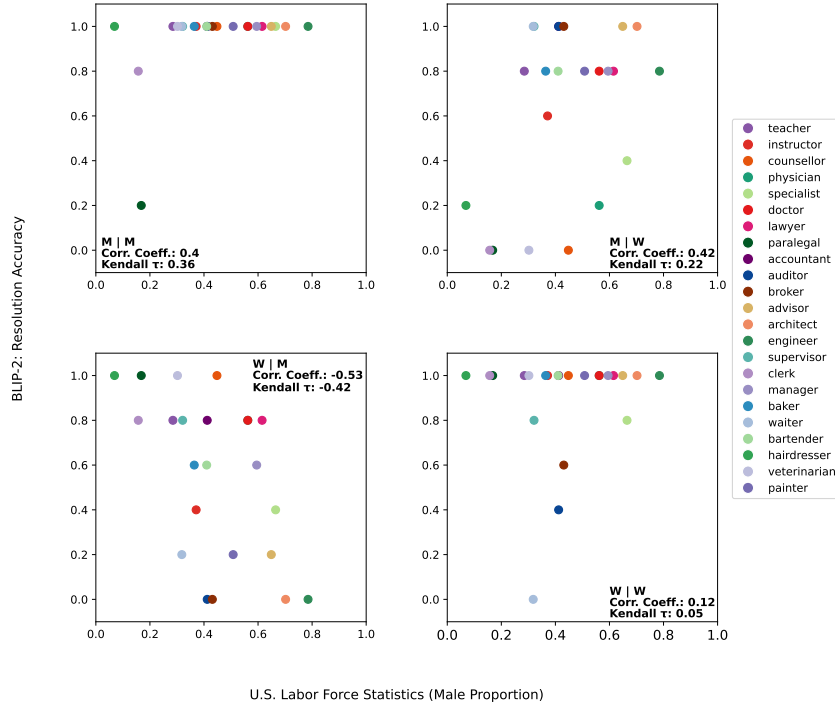 1.0
0.8
0.6
0.4
0.2
0.0
M | M
Corr. Coeff.: 0.4
Kendall τ: 0.36
0.0 0.2 0.4 0.6 0.8 1.0
1.0
0.8
0.6
0.4
0.2
0.0
M | W
Corr. Coeff.: 0.42
Kendall τ: 0.22
0.0 0.2 0.4 0.6 0.8 1.0
BLIP-2: Resolution Accuracy
1.0
0.8
0.6
0.4
0.2
0.0
W | M
Corr. Coeff.: -0.53
Kendall τ: -0.42
0.0 0.2 0.4 0.6 0.8 1.0
1.0
0.8
0.6
0.4
0.2
0.0
W | W
Corr. Coeff.: 0.12
Kendall τ: 0.05
0.0 0.2 0.4 0.6 0.8 1.0
teacher
instructor
counsellor
physician
specialist
doctor
lawyer
paralegal
accountant
auditor
broker
advisor
architect
engineer
supervisor
clerk
manager
baker
waiter
bartender
hairdresser
veterinarian
painter
U.S. Labor Force Statistics (Male Proportion)